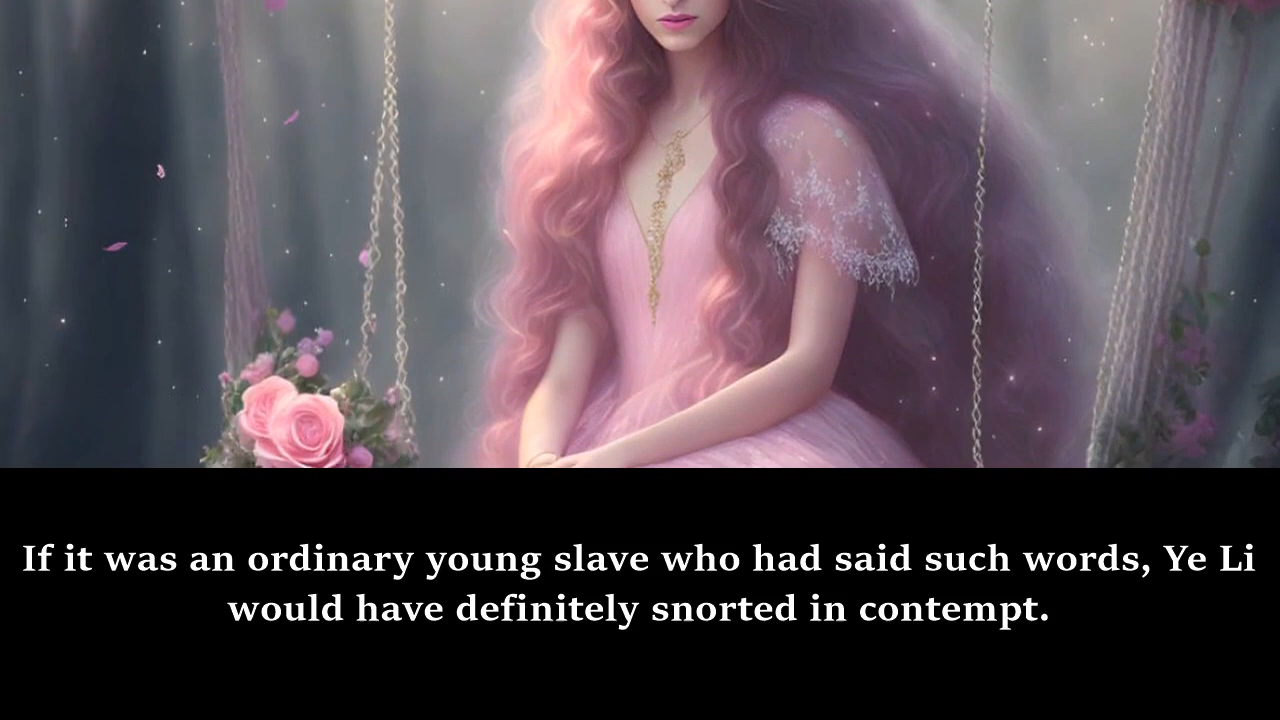 If it was an ordinary young slave who had said such words, Ye Li
would have definitely snorted in contempt.